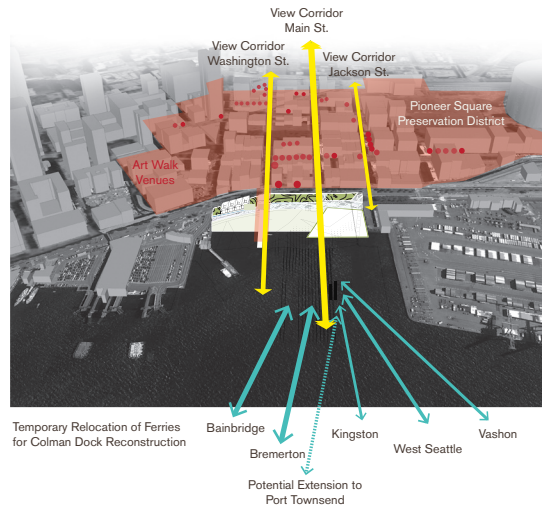 View Corridor
Main St.
View Corridor
Washington St.
View Corridor
Jackson St.
Pioneer Square
Preservation District
Art Walk
Venues
Temporary Relocation of Ferries
for Colman Dock Reconstruction
Bainbridge
Bremerton
Kingston
West Seattle
Vashon
Potential Extension to
Port Townsend